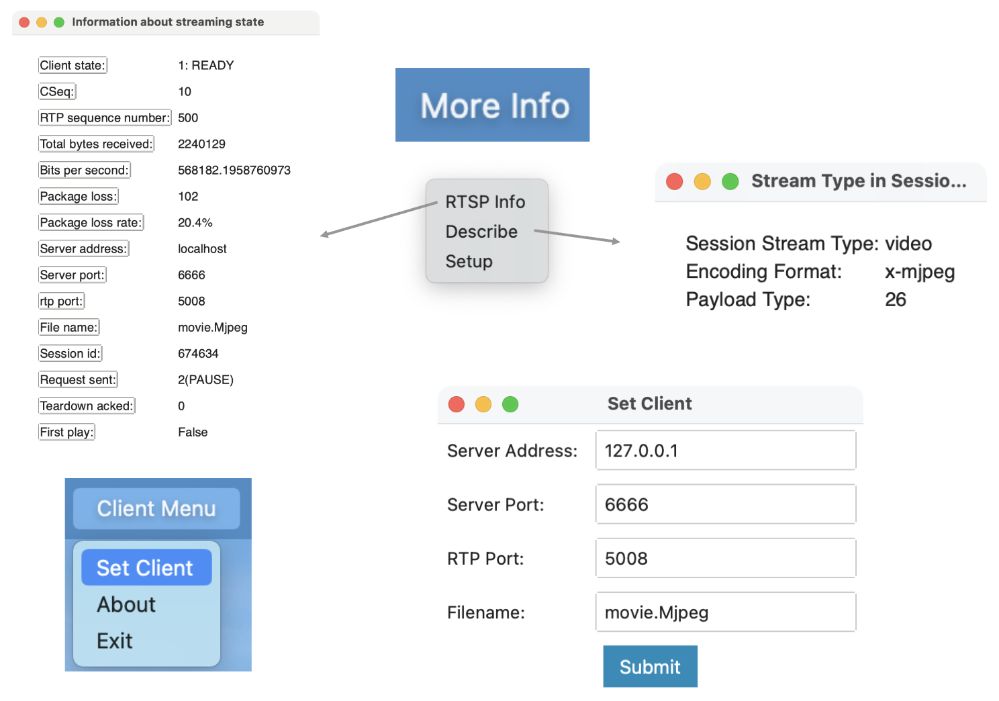 Information about streaming state
Client state: 1: READY
CSeq: 10
RTP sequence number: 500
Total bytes received: 2240129
Bits per second: 568182.1958760973
Package loss: 102
Package loss rate: 20.4%
Server address: localhost
Server port: 6666
rtp port: 5008
File name: movie.Mjpeg
Session id: 674634
Request sent: 2(PAUSE)
Teardown acked: 0
First play: False
More Info
RTSP Info
Describe
Setup
Stream Type in Sessio...
Session Stream Type: video
Encoding Format: x-mjpeg
Payload Type: 26
Client Menu
Set Client
About
Exit
Set Client
Server Address: 127.0.0.1
Server Port: 6666
RTP Port: 5008
Filename: movie.Mjpeg
Submit